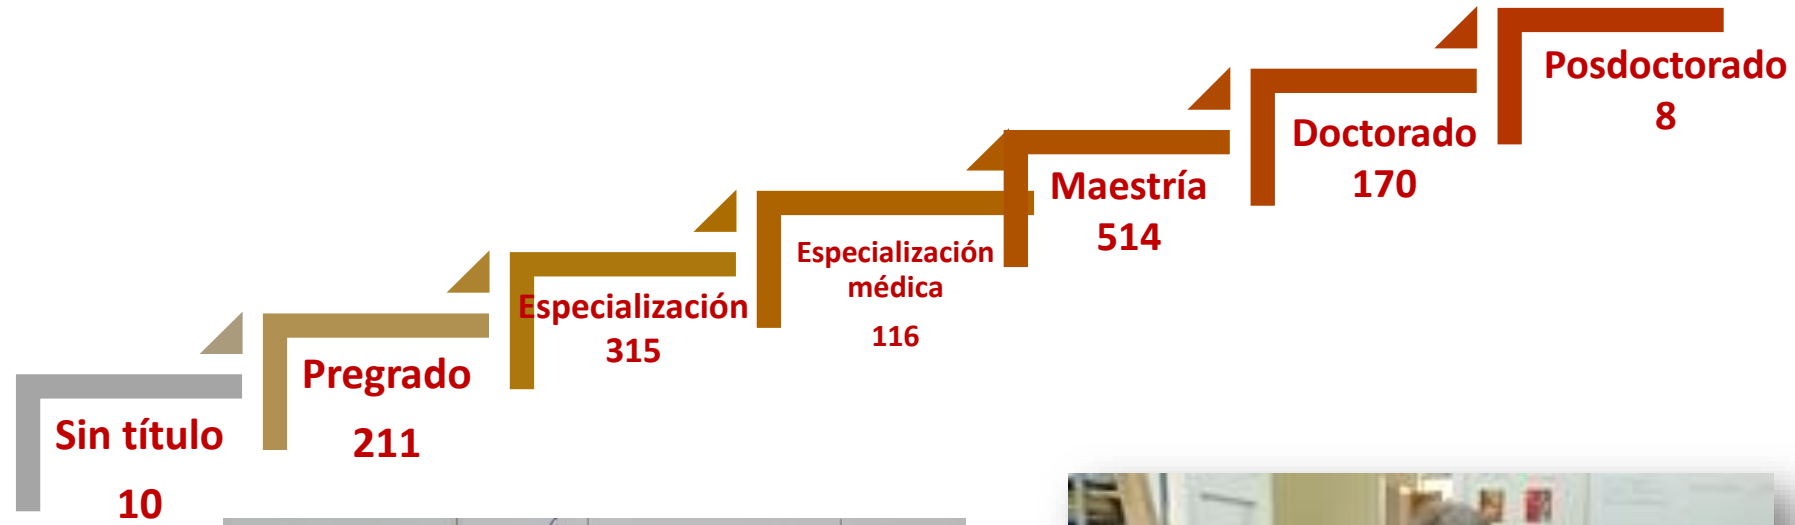 Sin título
10
Pregrado
211
Especialización
315
Especialización
médica
116
Maestría
514
Doctorado
170
Posdoctorado
8